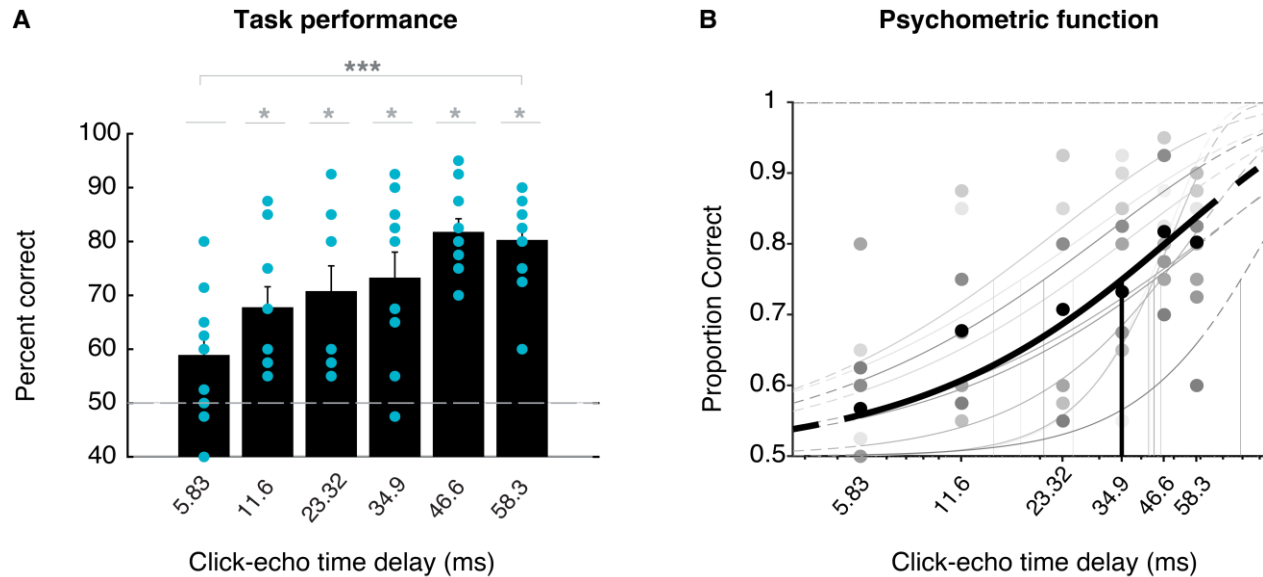 A
Task performance
***
* * * * *
100
90
80
70
60
50
40
Percent correct
5.83
11.6
23.32
34.9
46.6
58.3
Click-echo time delay (ms)
B
Psychometric function
1
0.9
0.8
0.7
0.6
0.5
Proportion Correct
5.83
11.6
23.32
34.9
46.6
58.3
Click-echo time delay (ms)